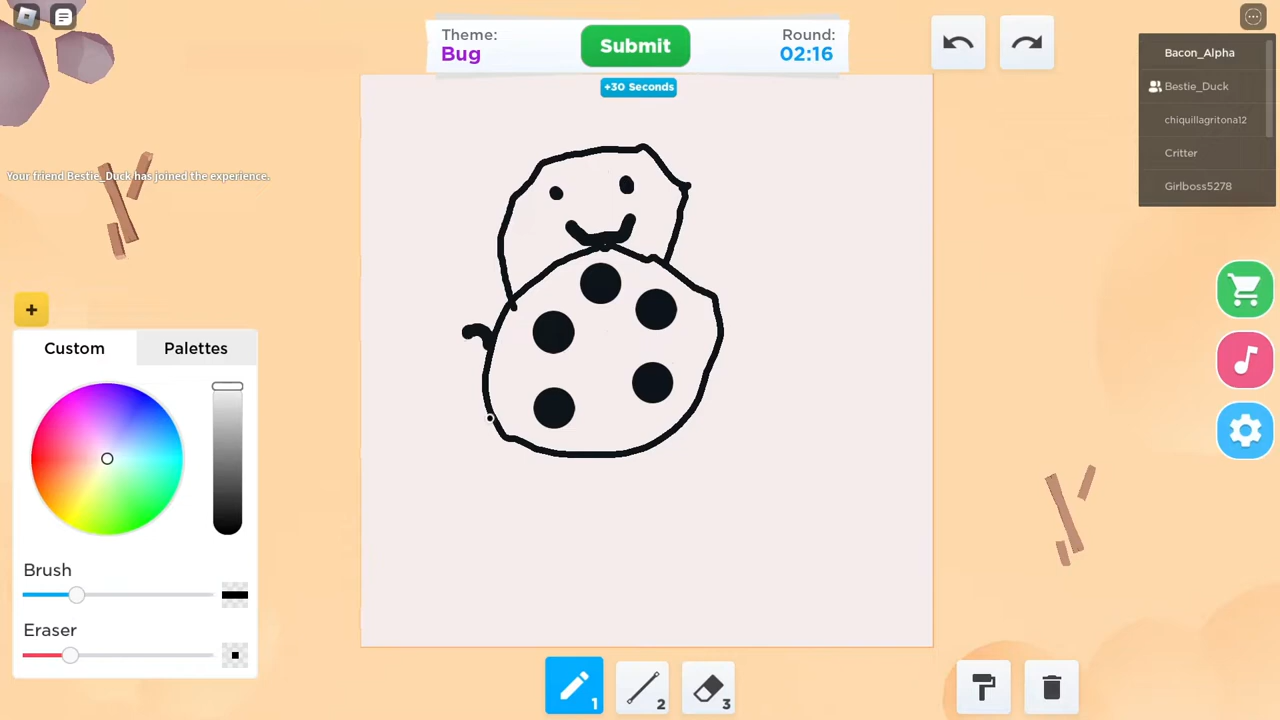 Theme:
Bug
Submit
Round:
02:16
+30 Seconds
Bacon_Alpha
Bestie_Duck
chiquillagritona12
Critter
Girlboss5278
Your friend Bestie_Duck has joined the experience.
+
Custom
Palettes
Brush
Eraser
1
2
3